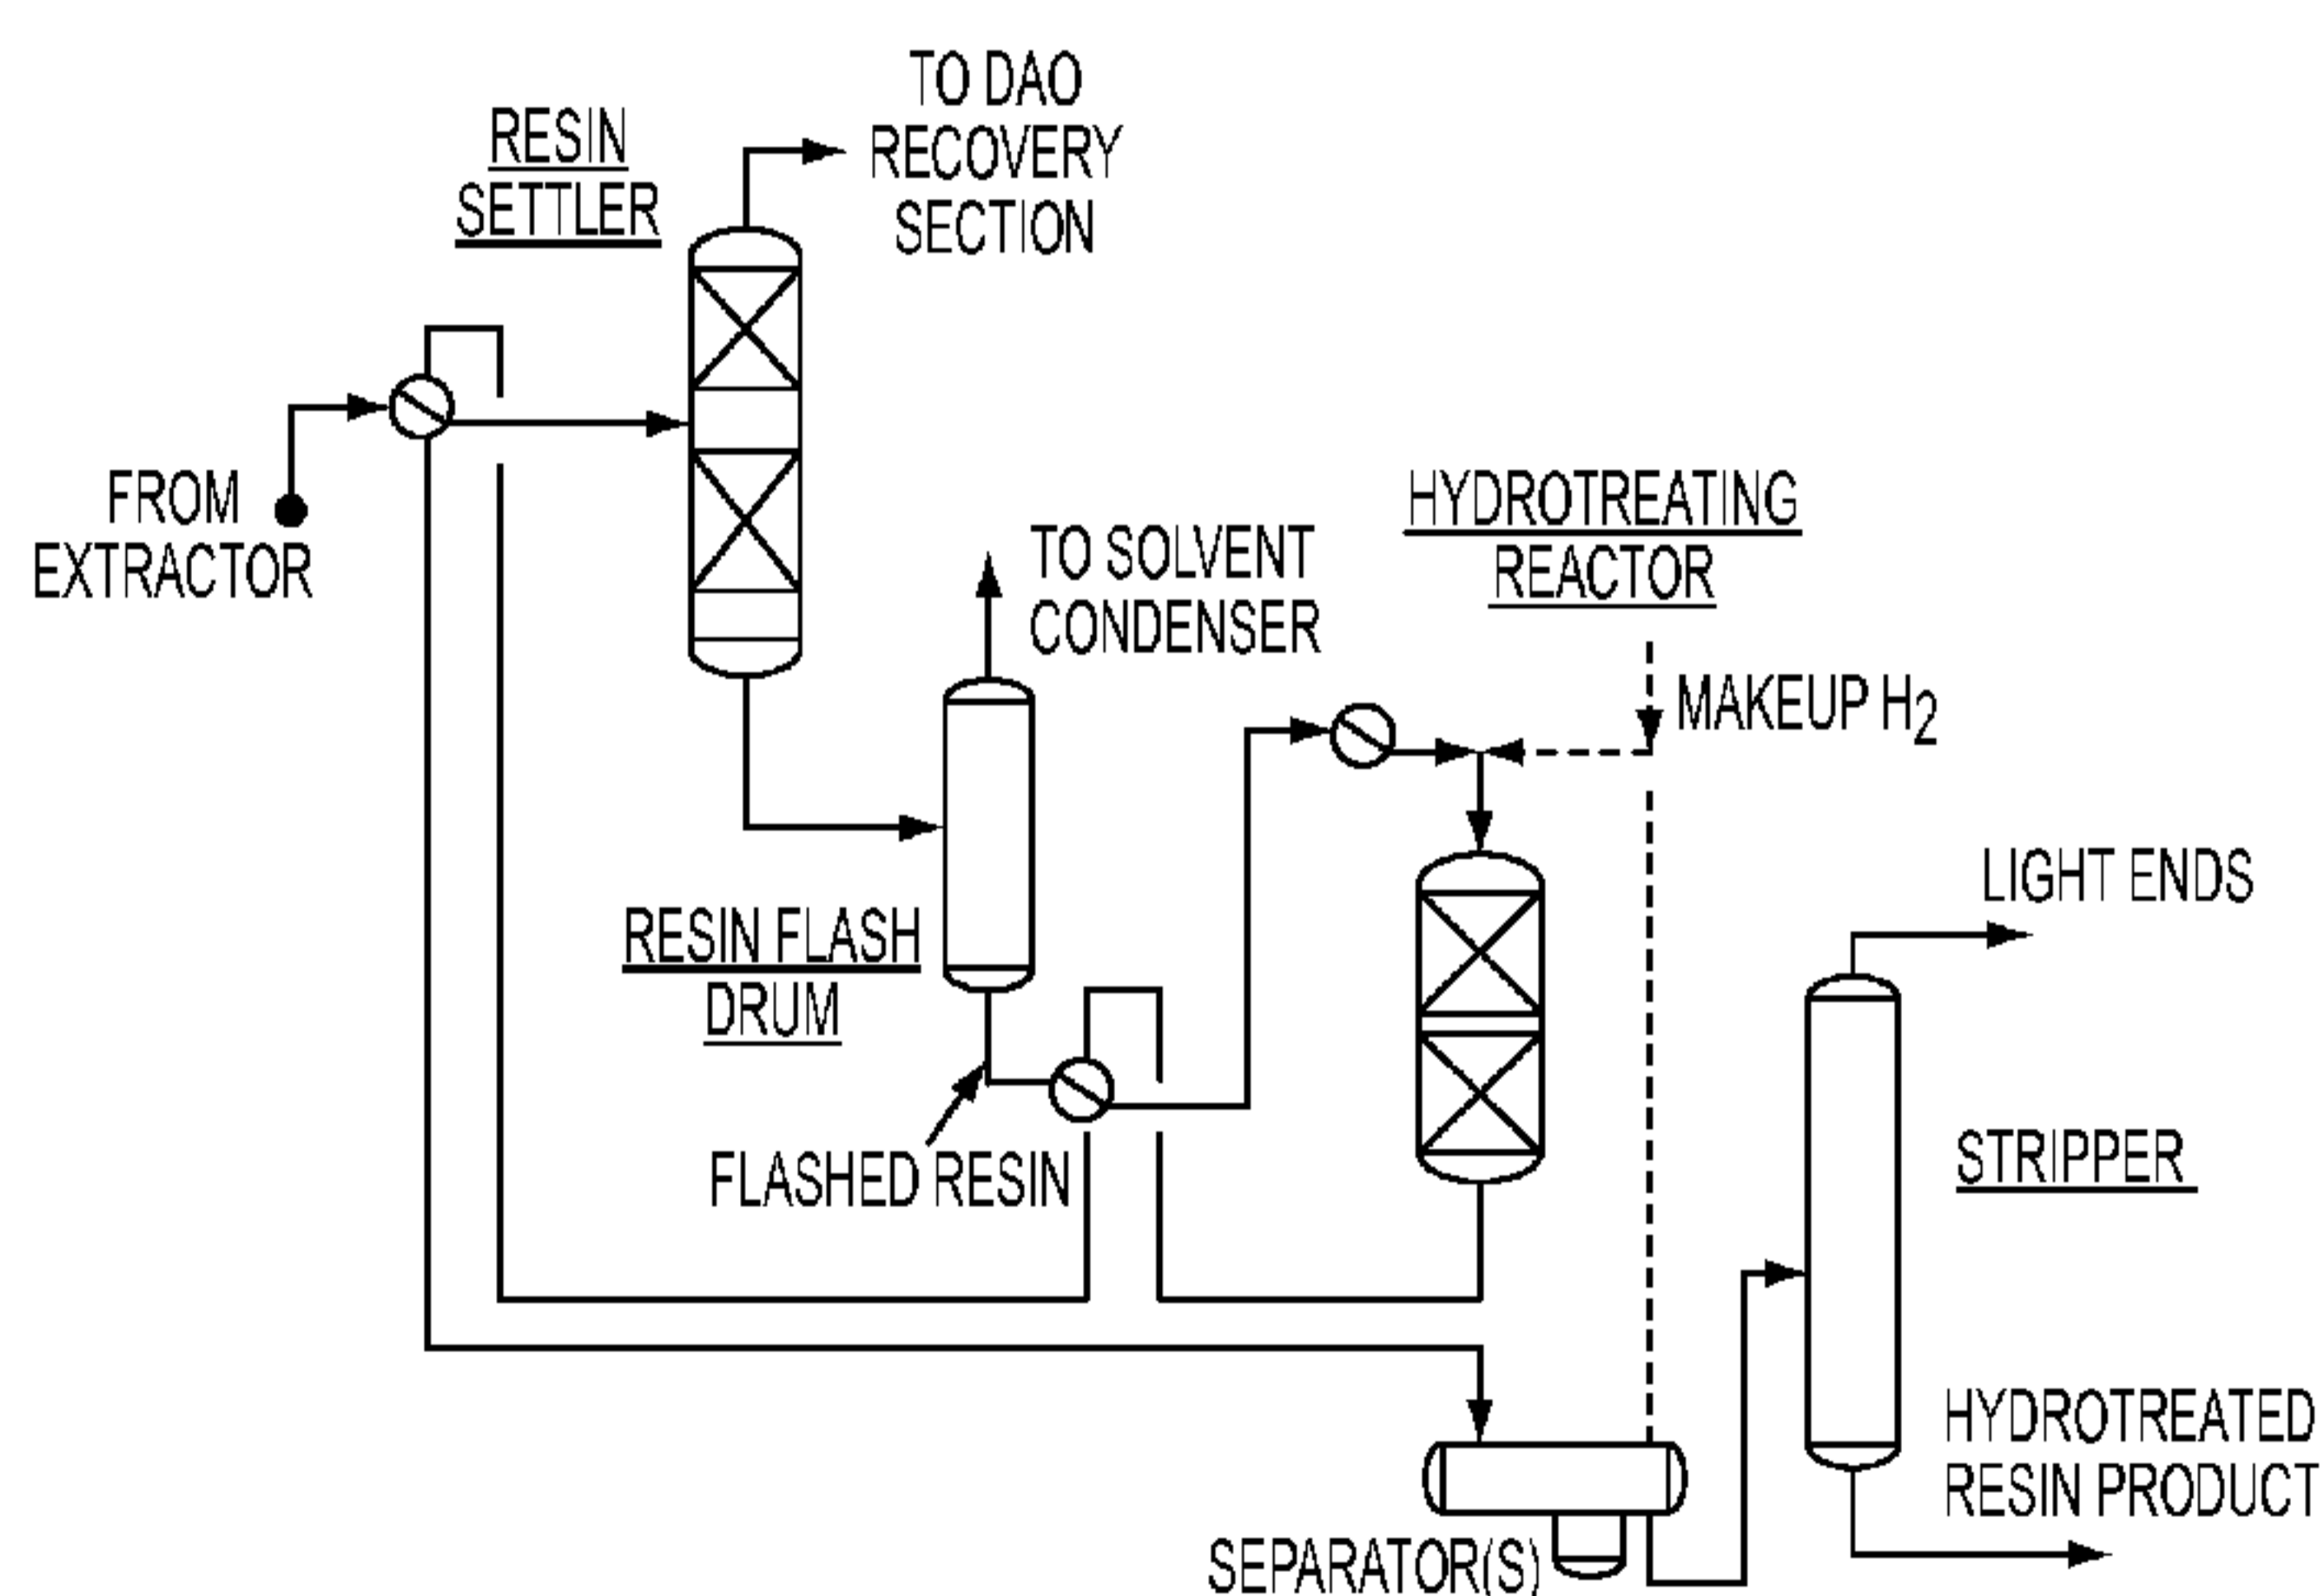 TO DAO
RECOVERY
SECTION
RESIN
SETTLER
FROM
EXTRACTOR
TO SOLVENT
CONDENSER
HYDROTREATING
REACTOR
MAKEUP H2
LIGHT ENDS
RESIN FLASH
DRUM
FLASHED RESIN
STRIPPER
HYDROTREATED
RESIN PRODUCT
SEPARATOR(S)